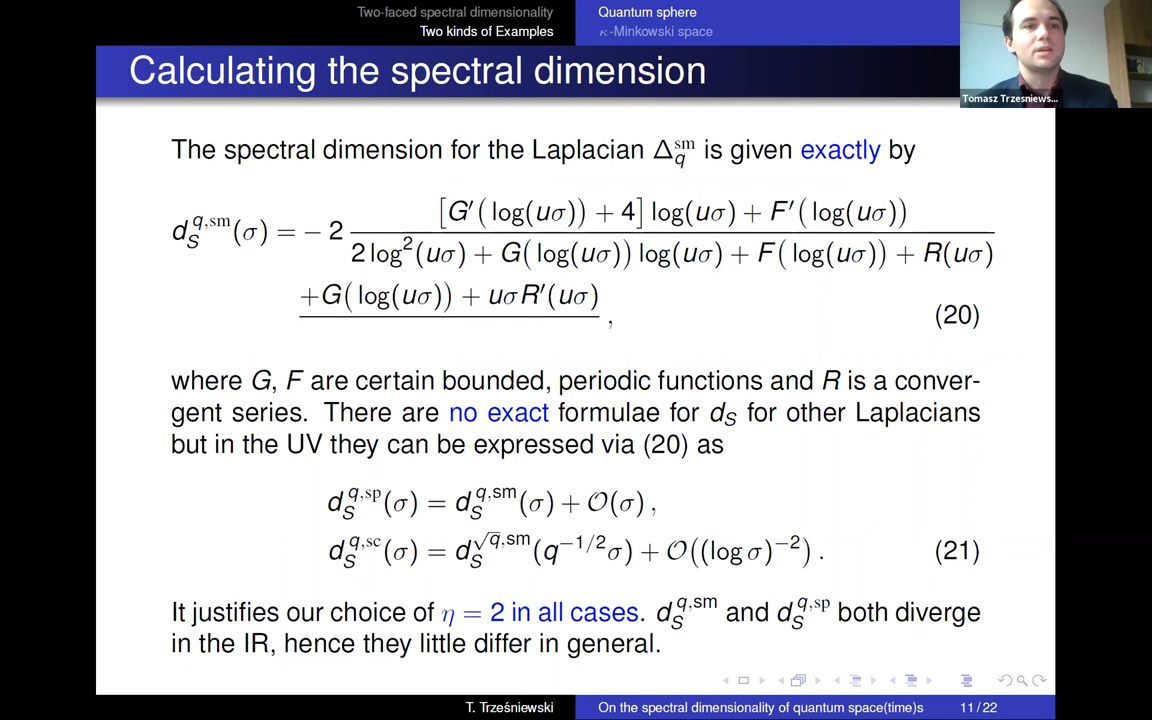 Two-faced spectral dimensionality
Two kinds of Examples
Quantum sphere
κ-Minkowski space
Calculating the spectral dimension
Tomasz Trzesniews...
The spectral dimension for the Laplacian Δ_q^sm is given exactly by
d_S^{q,sm}(σ) = −2 ([G′(log(uσ)) + 4] log(uσ) + F′(log(uσ))) / (2 log²(uσ) + G(log(uσ)) log(uσ) + F(log(uσ)) + R(uσ))
+G(log(uσ)) + uσR′(uσ) , (20)
where G, F are certain bounded, periodic functions and R is a conver-
gent series. There are no exact formulae for d_S for other Laplacians
but in the UV they can be expressed via (20) as
d_S^{q,sp}(σ) = d_S^{q,sm}(σ) + O(σ) ,
d_S^{q,sc}(σ) = d_S^{√q,sm}(q^{−1/2}σ) + O((log σ)^{−2}) . (21)
It justifies our choice of η = 2 in all cases. d_S^{q,sm} and d_S^{q,sp} both diverge
in the IR, hence they little differ in general.
T. Trześniewski
On the spectral dimensionality of quantum space(time)s
11 / 22